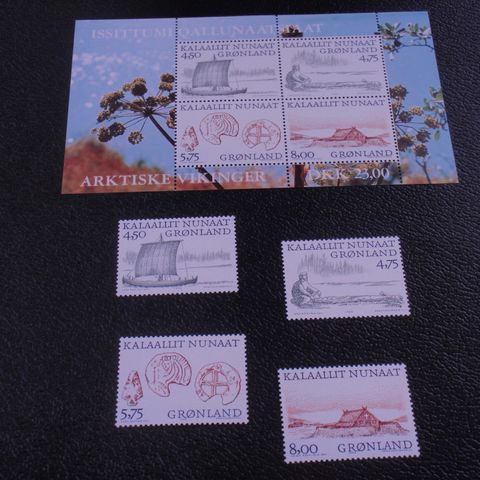 ISSITTUMI QALLUNAAT
KALAALLIT NUNAAT
4,50 GRØNLAND
KALAALLIT NUNAAT
GRØNLAND
4,75
KALAALLIT NUNAAT
5,75 GRØNLAND
KALAALLIT NUNAAT
8,00 GRØNLAND
ARKTISKE VIKINGER
DKK 23.00
KALAALLIT NUNAAT
4,50 GRØNLAND
KALAALLIT NUNAAT
GRØNLAND
4,75
KALAALLIT NUNAAT
5,75 GRØNLAND
KALAALLIT NUNAAT
8,00 GRØNLAND